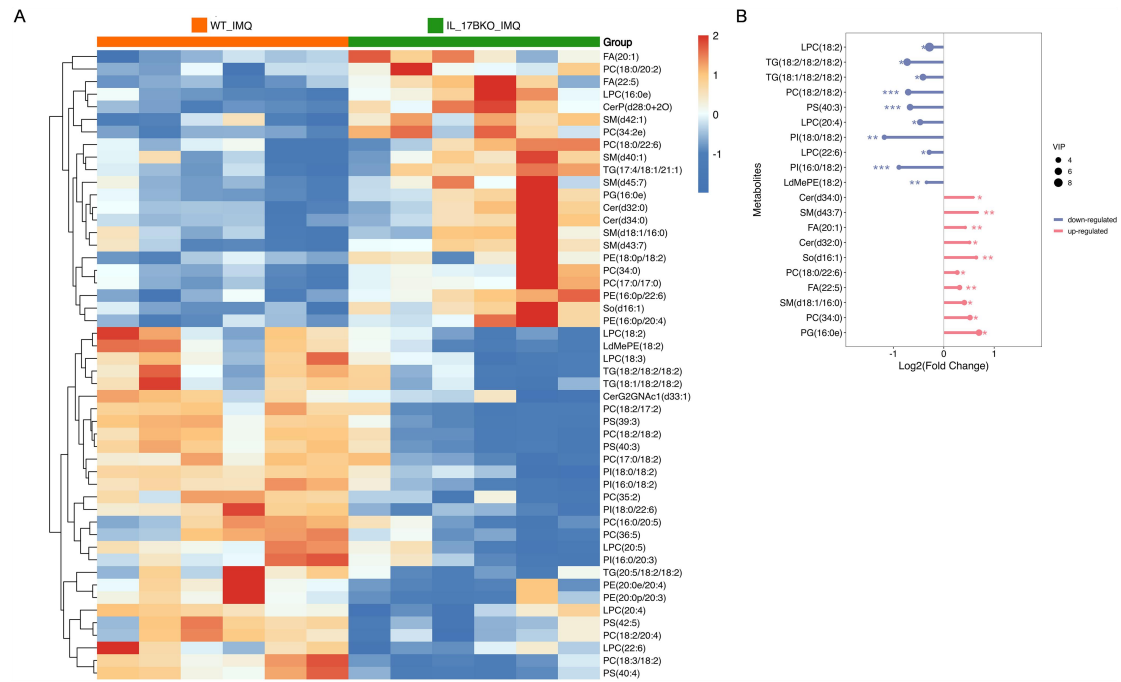 A
WT_IMQ
IL_17BKO_IMQ
Group
FA(20:1)
PC(18:0/20:2)
FA(22:5)
LPC(16:0e)
CerP(d28:0+2O)
SM(d42:1)
PC(34:2e)
PC(18:0/22:6)
SM(d40:1)
TG(17:4/18:1/21:1)
SM(d45:7)
PG(16:0e)
Cer(d32:0)
Cer(d34:0)
SM(d18:1/16:0)
SM(d43:7)
PE(18:0p/18:2)
PC(34:0)
PC(17:0/17:0)
PE(16:0p/22:6)
So(d16:1)
PE(16:0p/20:4)
LPC(18:2)
LdMePE(18:2)
LPC(18:3)
TG(18:2/18:2/18:2)
TG(18:1/18:2/18:2)
CerG2GNAc1(d33:1)
PC(18:2/17:2)
PS(39:3)
PC(18:2/18:2)
PS(40:3)
PC(17:0/18:2)
PI(18:0/18:2)
PI(16:0/18:2)
PC(35:2)
PI(18:0/22:6)
PC(16:0/20:5)
PC(36:5)
LPC(20:5)
PI(16:0/20:3)
TG(20:5/18:2/18:2)
PE(20:0e/20:4)
PE(20:0p/20:3)
LPC(20:4)
PS(42:5)
PC(18:2/20:4)
LPC(22:6)
PC(18:3/18:2)
PS(40:4)
2
1
0
-1
B
Metabolites
LPC(18:2) *
TG(18:2/18:2/18:2) *
TG(18:1/18:2/18:2) *
PC(18:2/18:2) ***
PS(40:3) ***
LPC(20:4) *
PI(18:0/18:2) **
LPC(22:6) *
PI(16:0/18:2) ***
LdMePE(18:2) **
Cer(d34:0) *
SM(d43:7) **
FA(20:1) **
Cer(d32:0) *
So(d16:1) **
PC(18:0/22:6) *
FA(22:5) **
SM(d18:1/16:0) *
PC(34:0) *
PG(16:0e) *
-1 0 1
Log2(Fold Change)
VIP
4
6
8
down-regulated
up-regulated